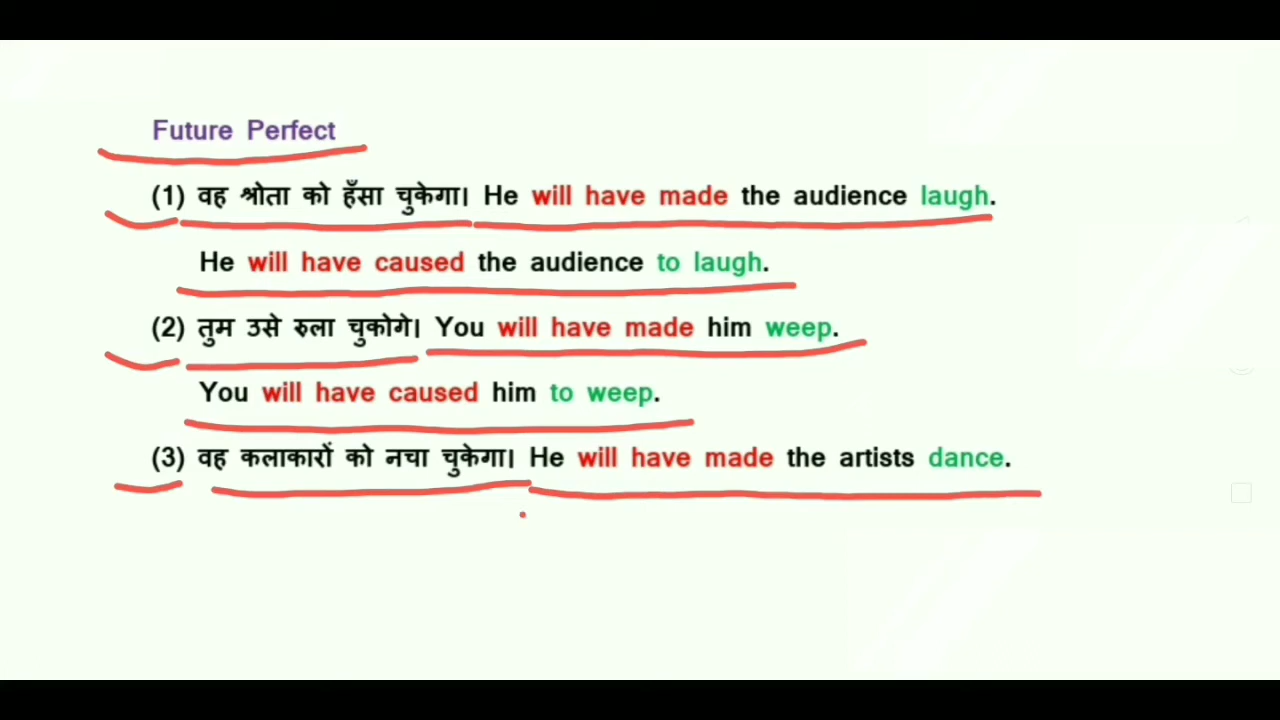 Future Perfect
(1) वह श्रोता को हँसा चुकेगा। He will have made the audience laugh.
He will have caused the audience to laugh.
(2) तुम उसे रुला चुकोगे। You will have made him weep.
You will have caused him to weep.
(3) वह कलाकारों को नचा चुकेगा। He will have made the artists dance.